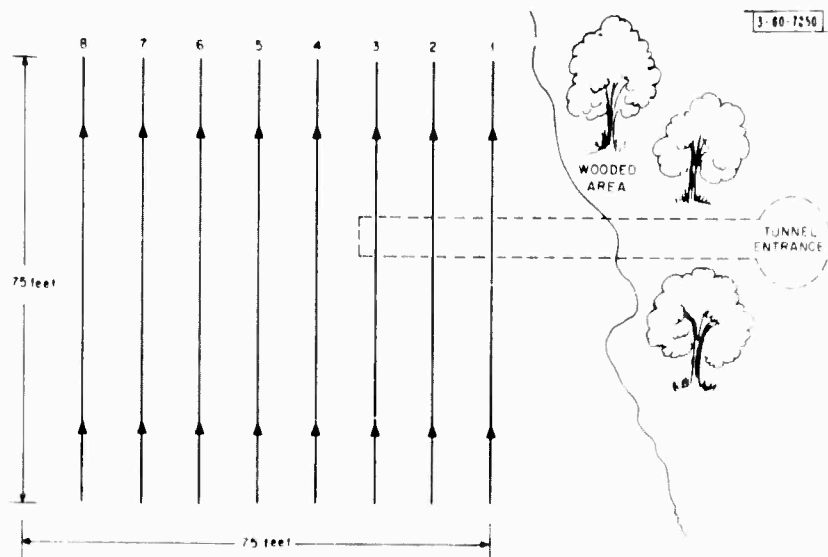 3-60-7250
8 7 6 5 4 3 2 1
WOODED
AREA
TUNNEL
ENTRANCE
75 feet
75 feet